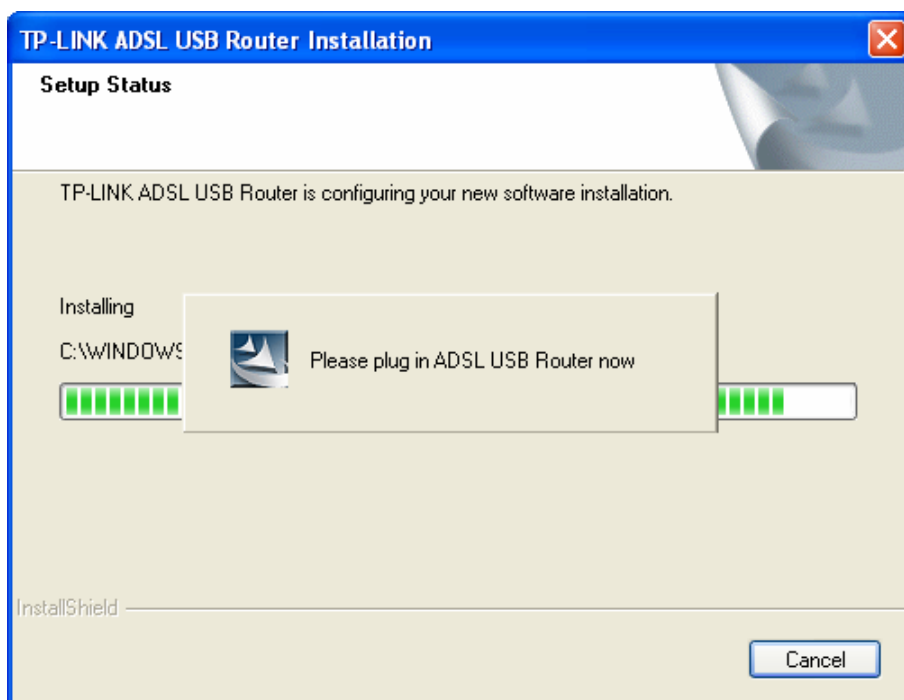 TP-LINK ADSL USB Router Installation
Setup Status
TP-LINK ADSL USB Router is configuring your new software installation.
Installing
C:\WINDOWS
Please plug in ADSL USB Router now
InstallShield
Cancel